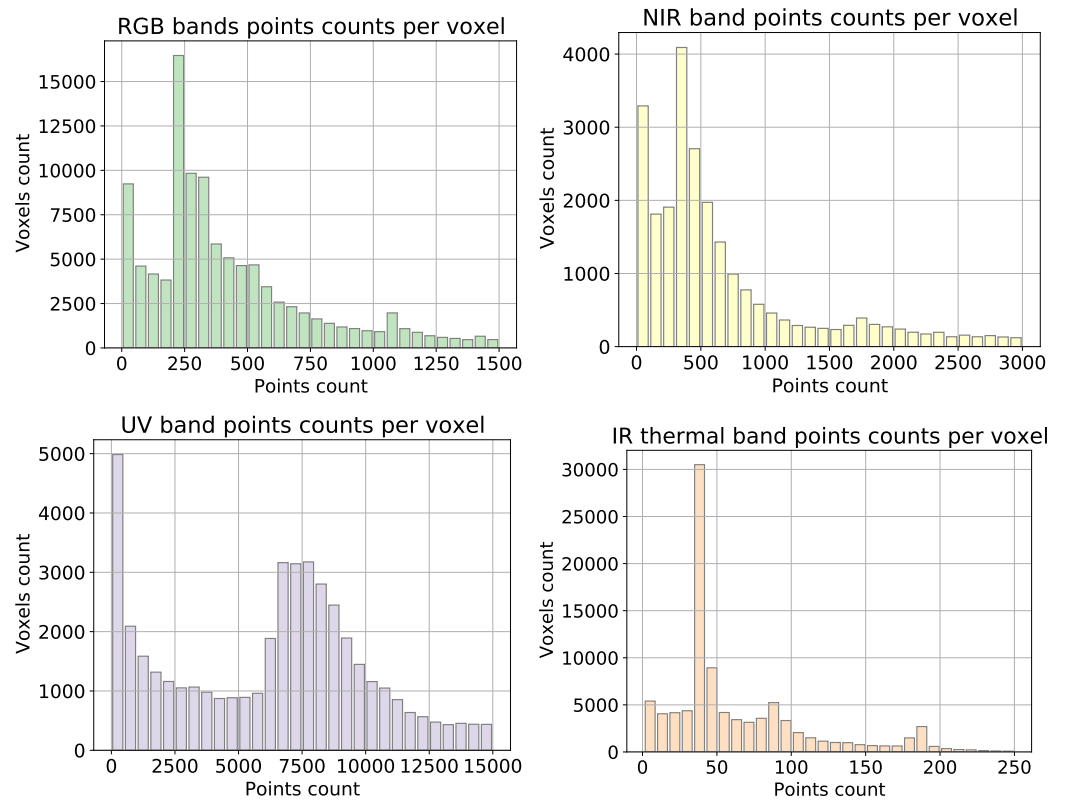 RGB bands points counts per voxel
Voxels count
15000
12500
10000
7500
5000
2500
0
0 250 500 750 1000 1250 1500
Points count
NIR band points counts per voxel
Voxels count
4000
3000
2000
1000
0
0 500 1000 1500 2000 2500 3000
Points count
UV band points counts per voxel
Voxels count
5000
4000
3000
2000
1000
0
0 2500 5000 7500 10000 12500 15000
Points count
IR thermal band points counts per voxel
Voxels count
30000
25000
20000
15000
10000
5000
0
0 50 100 150 200 250
Points count